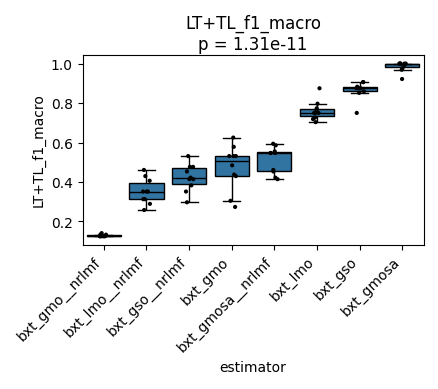 LT+TL_f1_macro
p = 1.31e-11
LT+TL_f1_macro
1.0
0.8
0.6
0.4
0.2
bxt_gmo__nrlmf
bxt_lmo__nrlmf
bxt_gso__nrlmf
bxt_gmo
bxt_gmosa__nrlmf
bxt_lmo
bxt_gso
bxt_gmosa
estimator